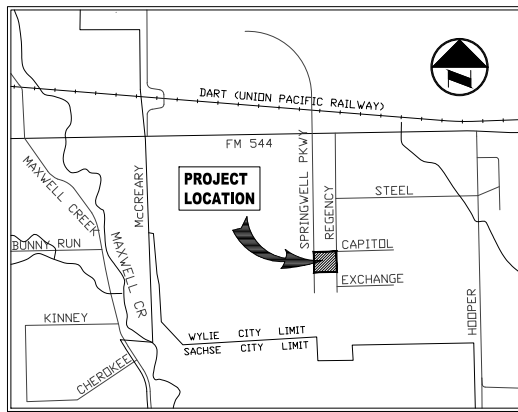 DART (UNION PACIFIC RAILWAY)
FM 544
MAXWELL CREEK
McCREARY
PROJECT
LOCATION
SPRINGWELL PKWY
REGENCY
STEEL
MAXWELL CR
BUNNY RUN
CAPITOL
EXCHANGE
HOOPER
KINNEY
WYLIE CITY LIMIT
SACHSE CITY LIMIT
CHEROKEE
N